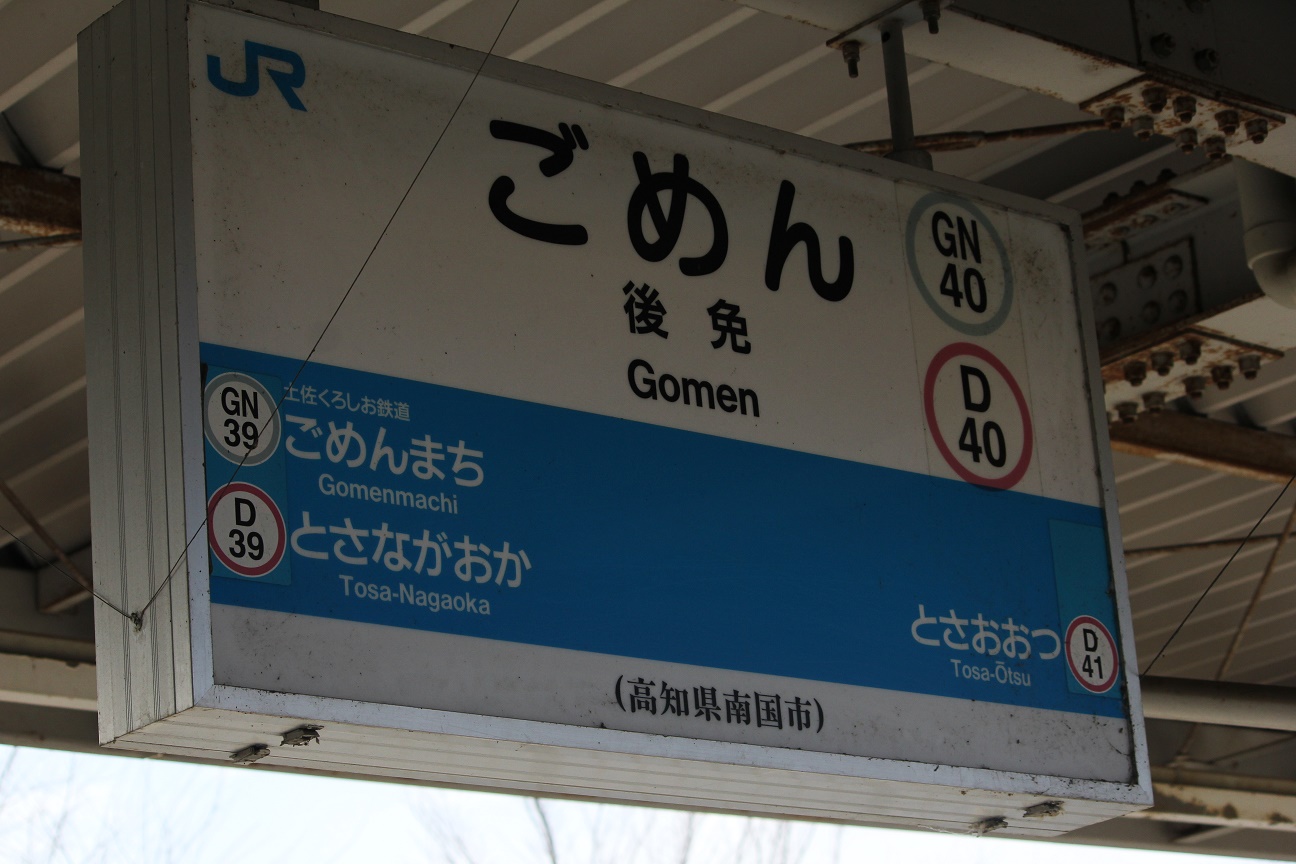 JR
ごめん
後免
Gomen
GN
40
D
40
GN
39
土佐くろしお鉄道
ごめんまち
Gomenmachi
D
39
とさながおか
Tosa-Nagaoka
とさおおつ
Tosa-Ōtsu
D
41
(高知県南国市)